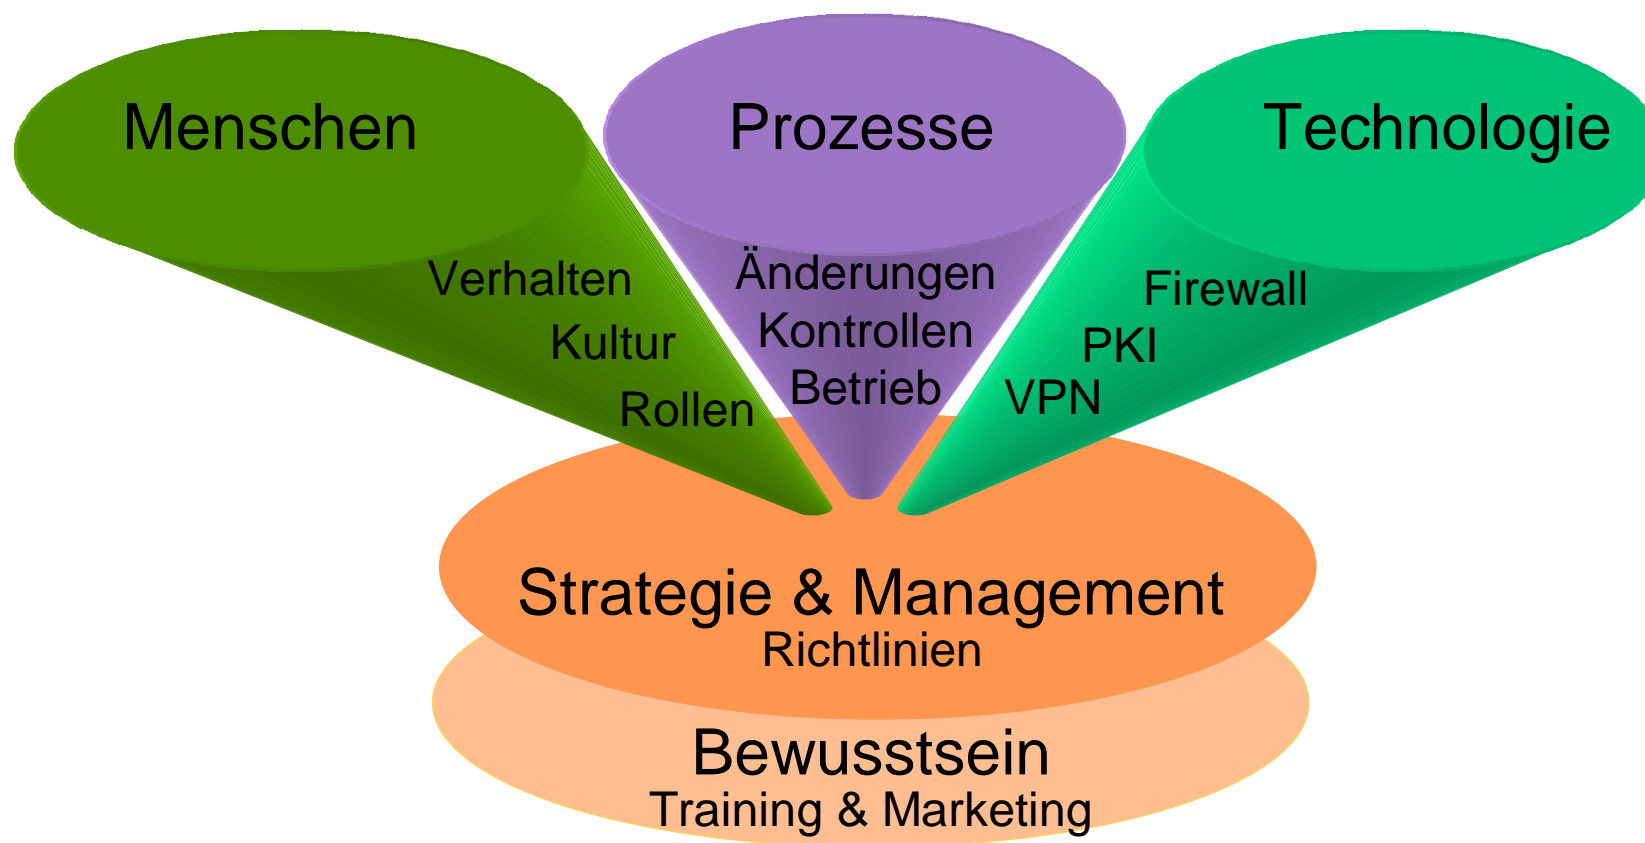 Menschen
Verhalten
Kultur
Rollen
Prozesse
Änderungen
Kontrollen
Betrieb
Technologie
Firewall
PKI
VPN
Strategie & Management
Richtlinien
Bewusstsein
Training & Marketing